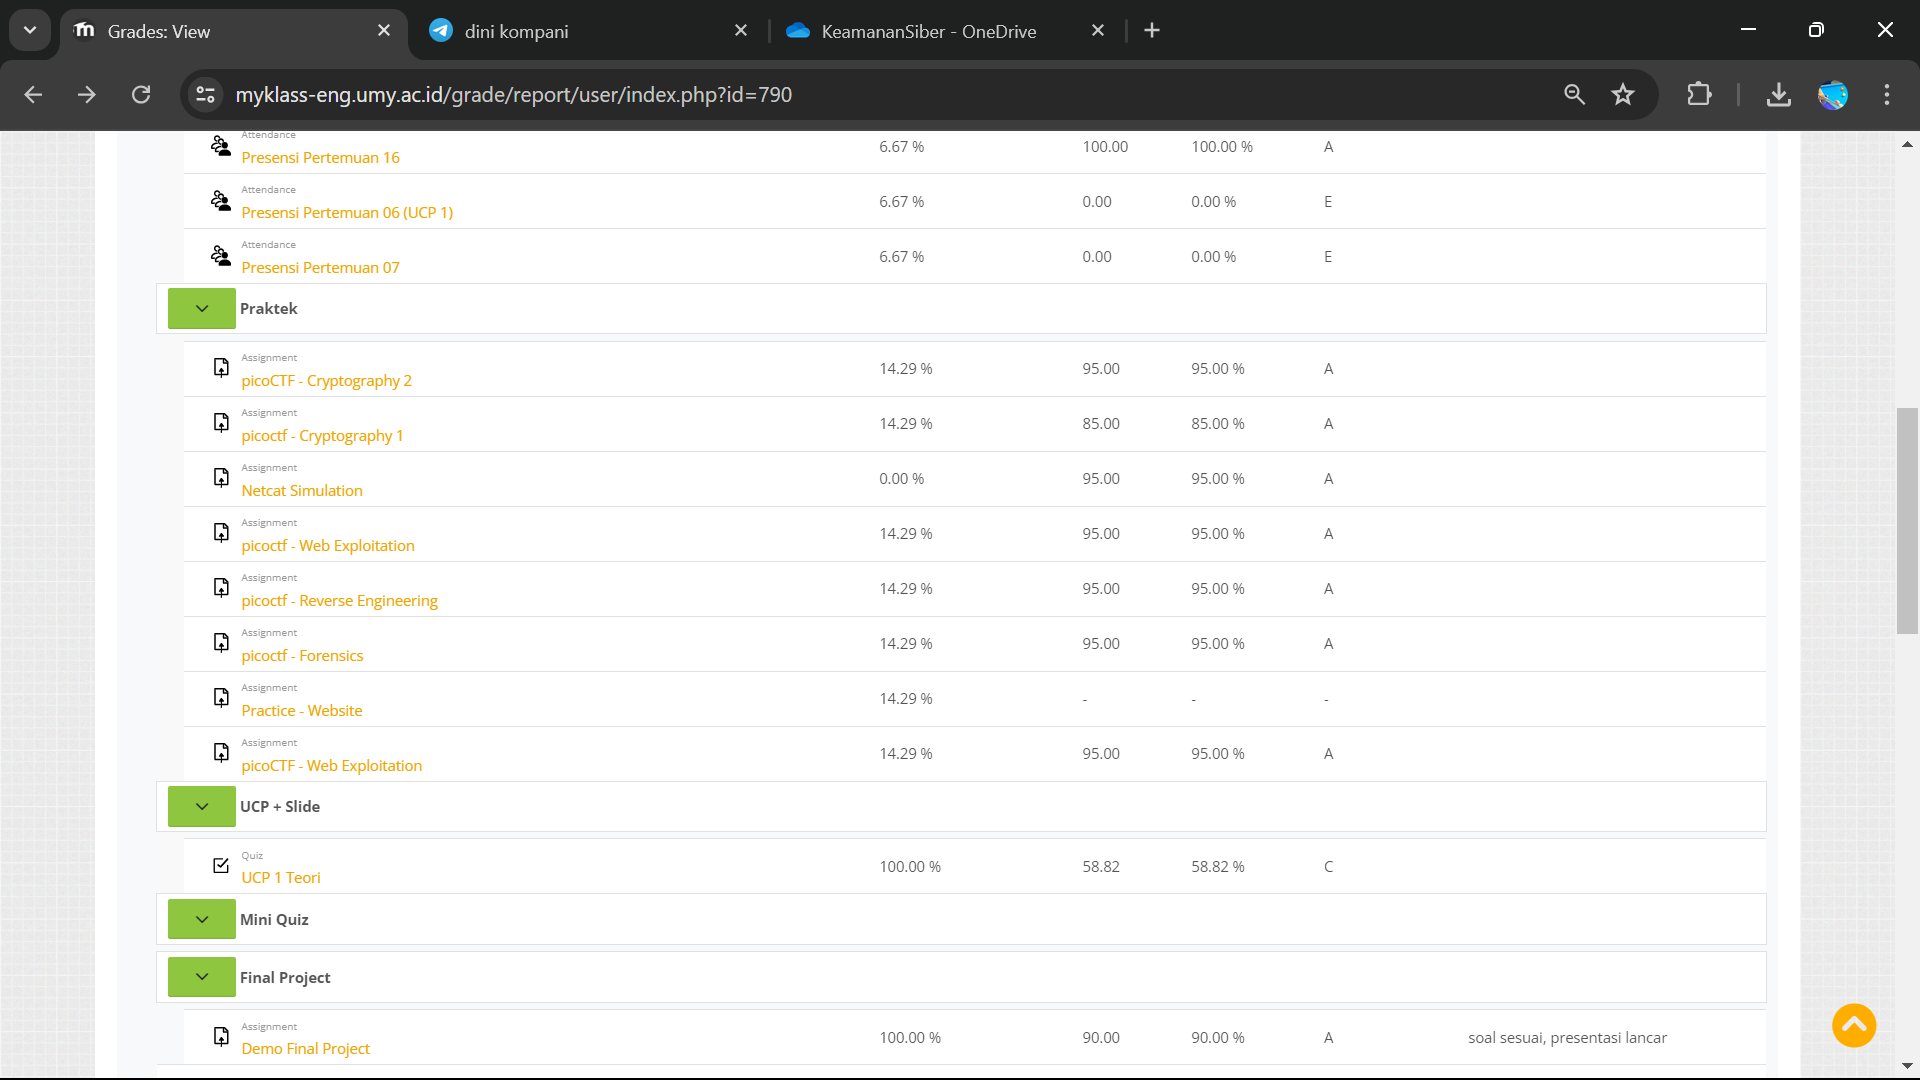 Grades: View
dini kompani
KeamananSiber - OneDrive
myklass-eng.umy.ac.id/grade/report/user/index.php?id=790
Attendance
Presensi Pertemuan 16 6.67 % 100.00 100.00 % A
Attendance
Presensi Pertemuan 06 (UCP 1) 6.67 % 0.00 0.00 % E
Attendance
Presensi Pertemuan 07 6.67 % 0.00 0.00 % E
Praktek
Assignment
picoCTF - Cryptography 2 14.29 % 95.00 95.00 % A
Assignment
picoctf - Cryptography 1 14.29 % 85.00 85.00 % A
Assignment
Netcat Simulation 0.00 % 95.00 95.00 % A
Assignment
picoctf - Web Exploitation 14.29 % 95.00 95.00 % A
Assignment
picoctf - Reverse Engineering 14.29 % 95.00 95.00 % A
Assignment
picoctf - Forensics 14.29 % 95.00 95.00 % A
Assignment
Practice - Website 14.29 % - - -
Assignment
picoCTF - Web Exploitation 14.29 % 95.00 95.00 % A
UCP + Slide
Quiz
UCP 1 Teori 100.00 % 58.82 58.82 % C
Mini Quiz
Final Project
Assignment
Demo Final Project 100.00 % 90.00 90.00 % A soal sesuai, presentasi lancar